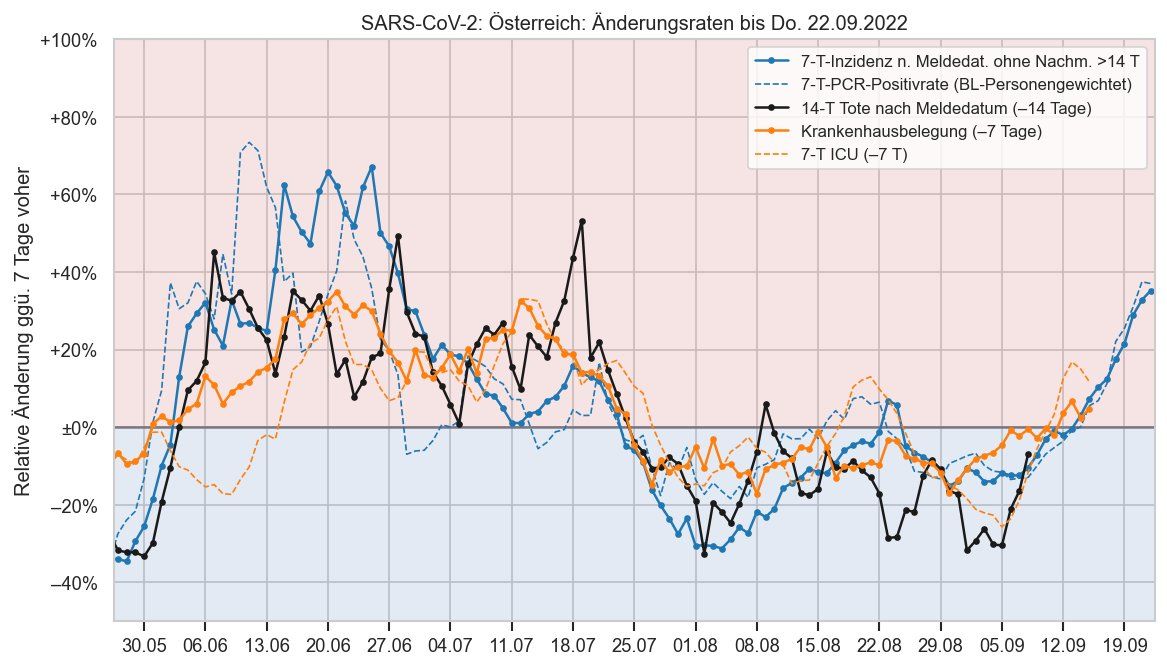 SARS-CoV-2: Österreich: Änderungsraten bis Do. 22.09.2022
Relative Änderung ggü. 7 Tage voher
+100%
+80%
+60%
+40%
+20%
±0%
−20%
−40%
7-T-Inzidenz n. Meldedat. ohne Nachm. >14 T
7-T-PCR-Positivrate (BL-Personengewichtet)
14-T Tote nach Meldedatum (−14 Tage)
Krankenhausbelegung (−7 Tage)
7-T ICU (−7 T)
30.05 06.06 13.06 20.06 27.06 04.07 11.07 18.07 25.07 01.08 08.08 15.08 22.08 29.08 05.09 12.09 19.09